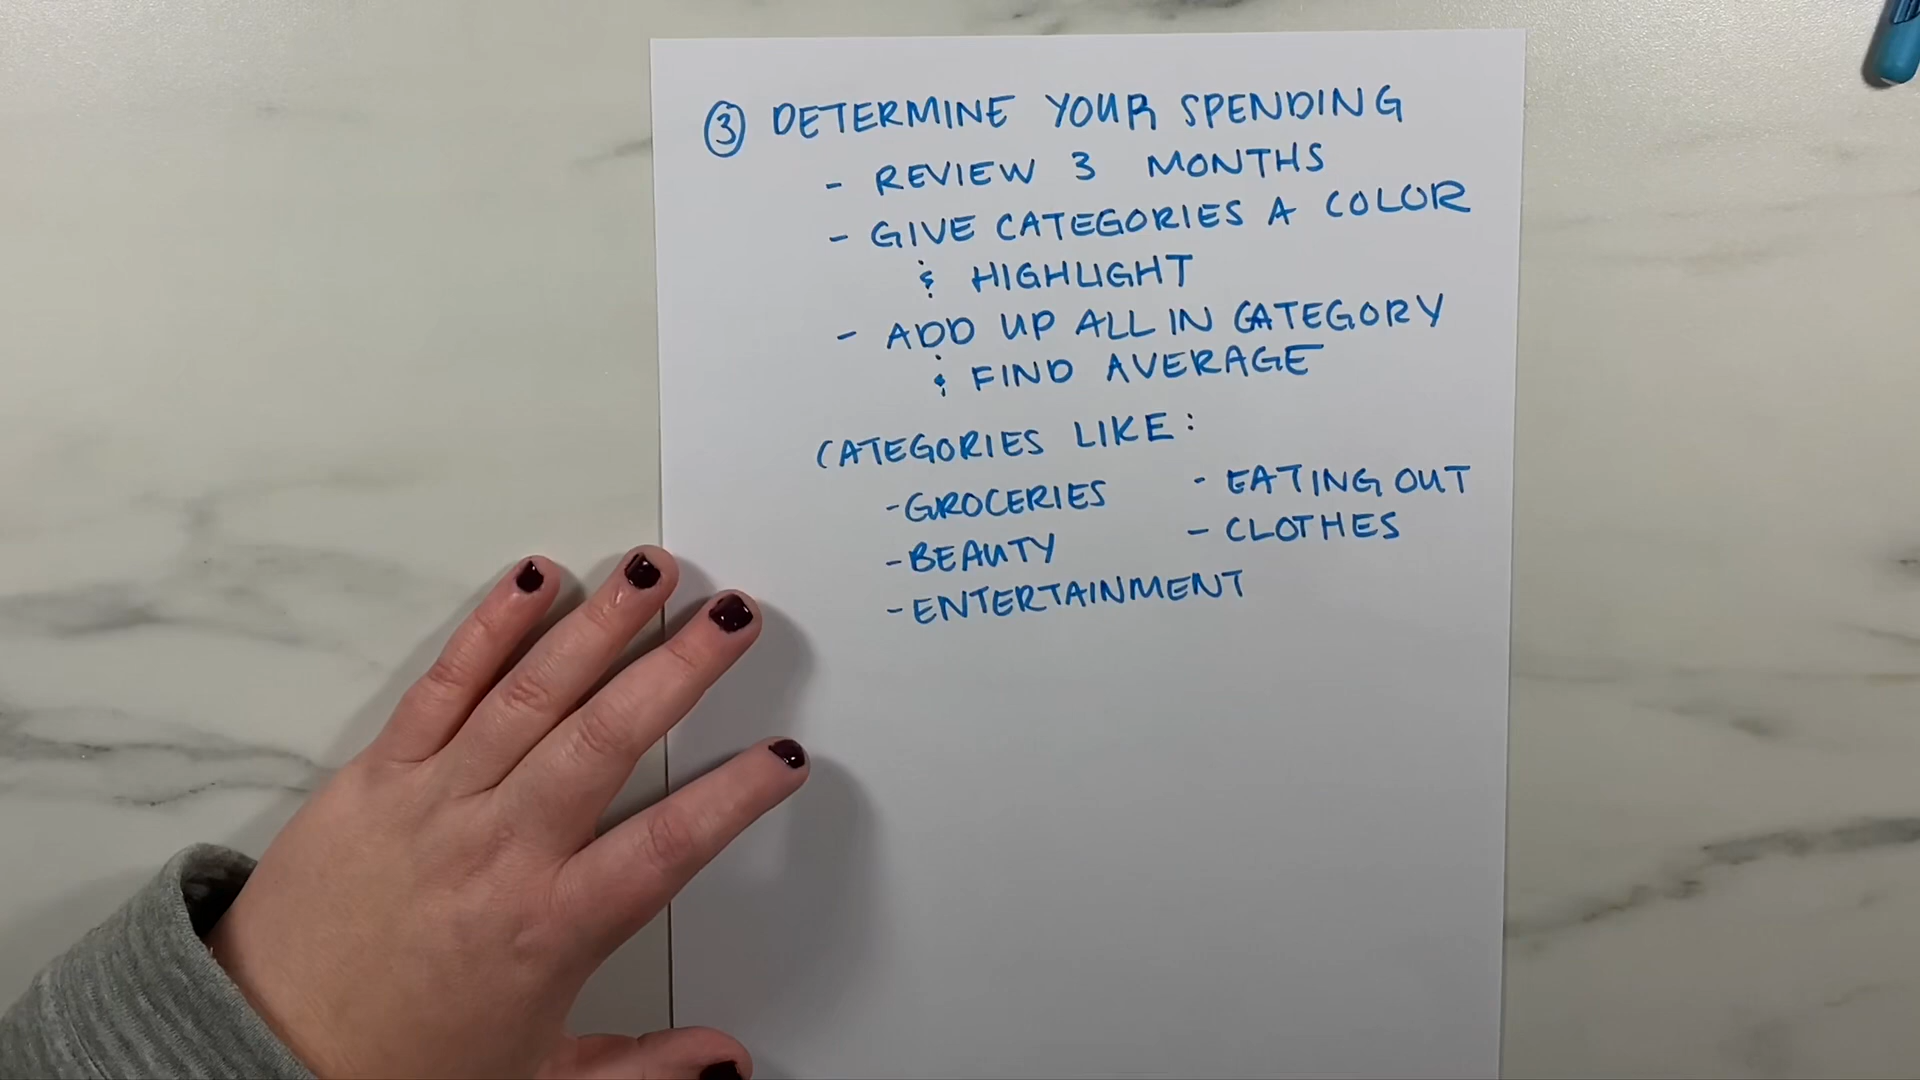 ③ DETERMINE YOUR SPENDING
- REVIEW 3 MONTHS
- GIVE CATEGORIES A COLOR
& HIGHLIGHT
- ADD UP ALL IN CATEGORY
& FIND AVERAGE
CATEGORIES LIKE:
- GROCERIES - EATING OUT
- BEAUTY - CLOTHES
- ENTERTAINMENT